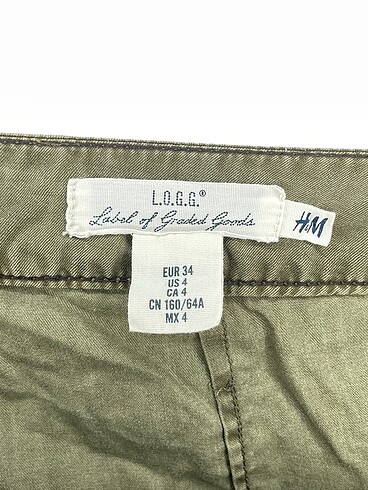 L.O.G.G.®
Label of Graded Goods
H&M
EUR 34
US 4
CA 4
CN 160/64A
MX 4